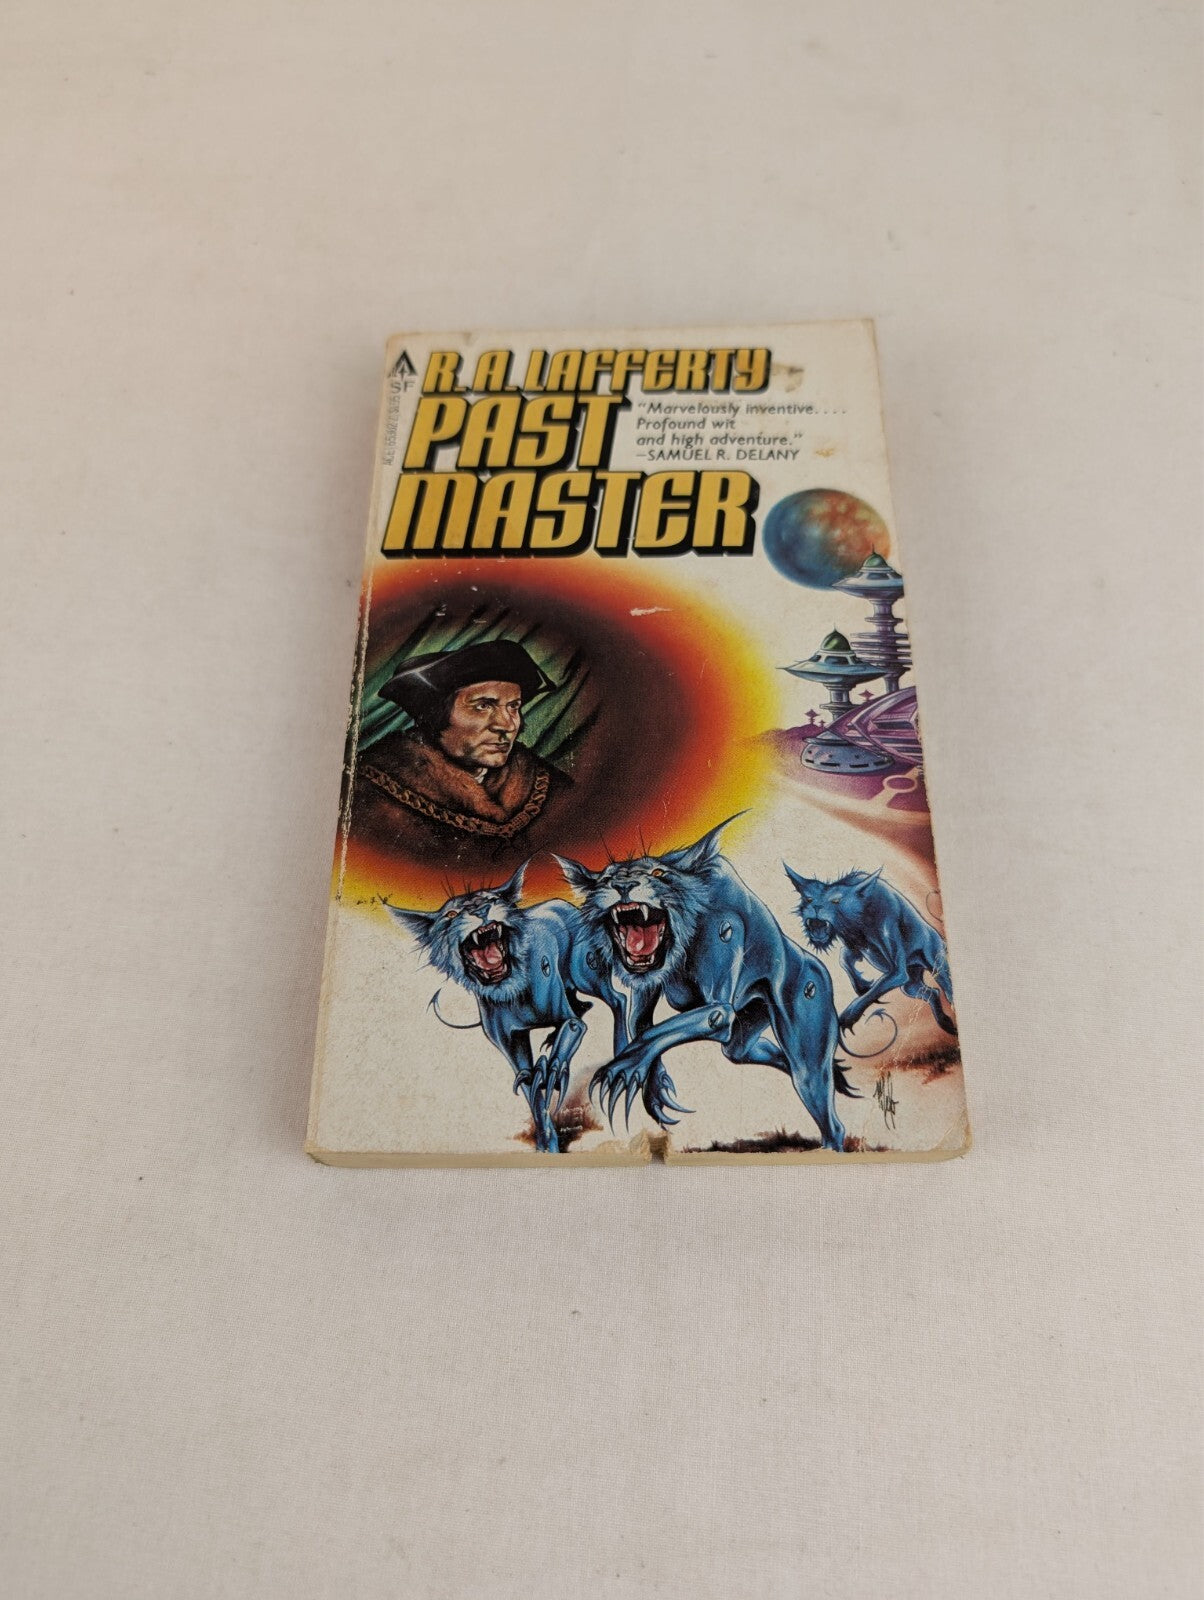 R. A. LAFFERTY
SF
PAST
MASTER
"Marvelously inventive....
Profound wit
and high adventure."
—SAMUEL R. DELANY